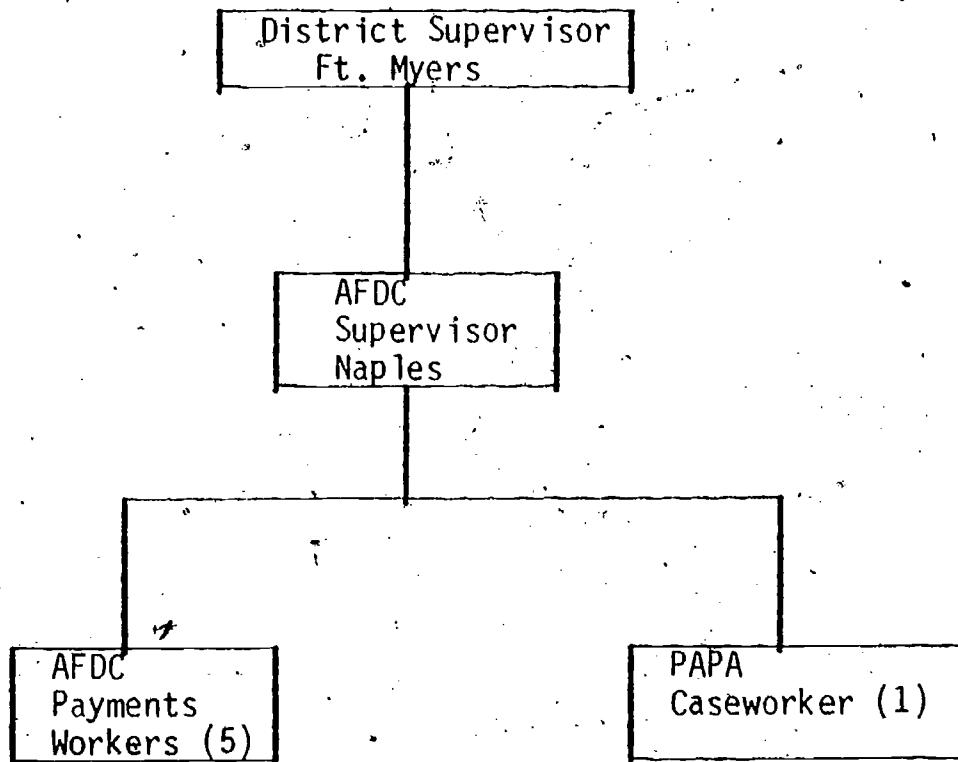 District Supervisor
Ft. Myers
AFDC
Supervisor
Naples
AFDC
Payments
Workers (5)
PAPA
Caseworker (1)